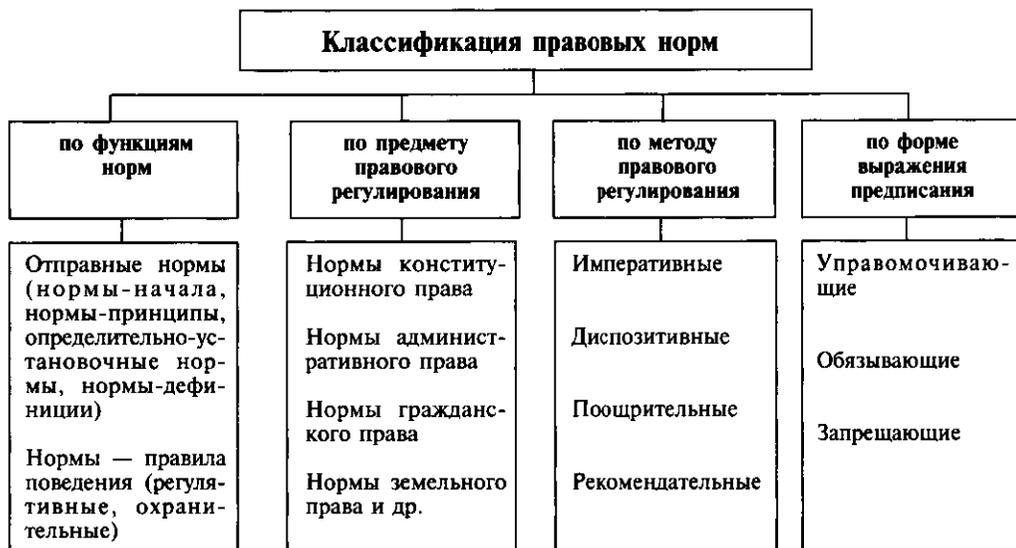 Классификация правовых норм
по функциям
норм
Отправные нормы
(нормы-начала,
нормы-принципы,
определительно-ус-
тановочные нор-
мы, нормы-дефи-
ниции)
Нормы — правила
поведения (регуля-
тивные, охрани-
тельные)
по предмету
правового
регулирования
Нормы конститу-
ционного права
Нормы админист-
ративного права
Нормы граждан-
ского права
Нормы земельного
права и др.
по методу
правового
регулирования
Императивные
Диспозитивные
Поощрительные
Рекомендательные
по форме
выражения
предписания
Управомочиваю-
щие
Обязывающие
Запрещающие